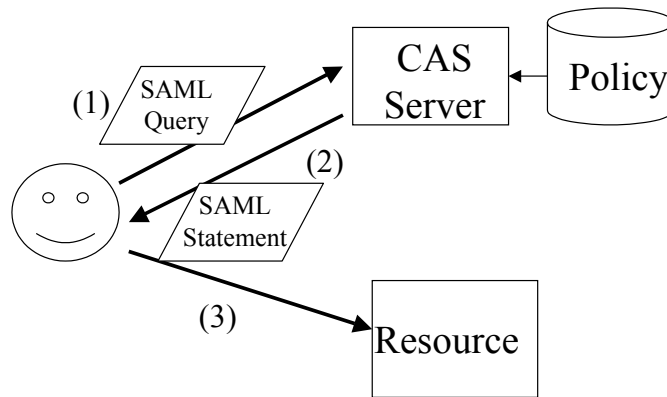 (1)
SAML
Query
CAS
Server
Policy
(2)
SAML
Statement
(3)
Resource